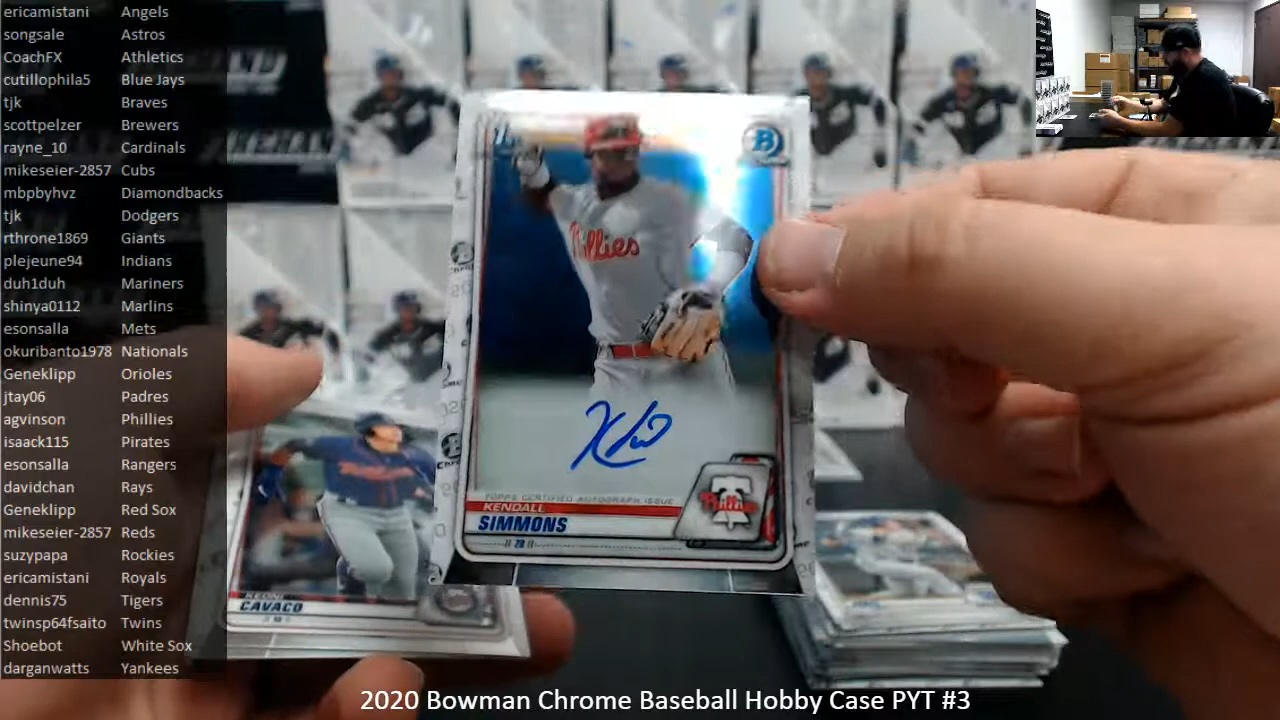 ericamistani Angels
songsale Astros
CoachFX Athletics
cutillophila5 Blue Jays
tjk Braves
scottpelzer Brewers
rayne_10 Cardinals
mikeseier-2857 Cubs
mbpbyhvz Diamondbacks
tjk Dodgers
rthrone1869 Giants
plejeune94 Indians
duh1duh Mariners
shinya0112 Marlins
esonsalla Mets
okuribanto1978 Nationals
Geneklipp Orioles
jtay06 Padres
agvinson Phillies
isaack115 Pirates
esonsalla Rangers
davidchan Rays
Geneklipp Red Sox
mikeseier-2857 Reds
suzypapa Rockies
ericamistani Royals
dennis75 Tigers
twinsp64fsaito Twins
Shoebot White Sox
darganwatts Yankees
Phillies
TOPPS CERTIFIED AUTOGRAPH ISSUE
KENDALL
SIMMONS
Phillies
CAVACO
2020 Bowman Chrome Baseball Hobby Case PYT #3